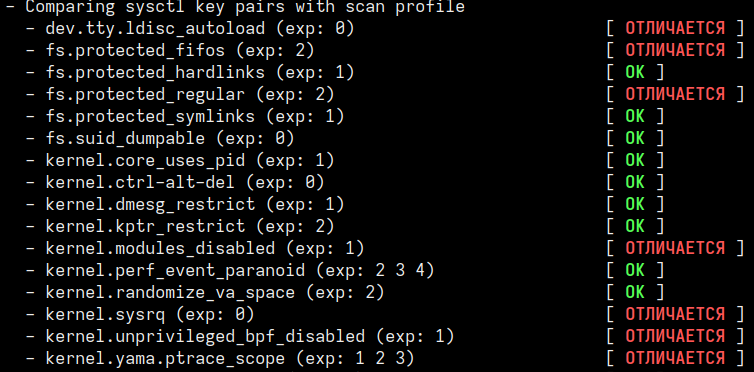 - Comparing sysctl key pairs with scan profile
- dev.tty.ldisc_autoload (exp: 0) [ ОТЛИЧАЕТСЯ ]
- fs.protected_fifos (exp: 2) [ ОТЛИЧАЕТСЯ ]
- fs.protected_hardlinks (exp: 1) [ OK ]
- fs.protected_regular (exp: 2) [ ОТЛИЧАЕТСЯ ]
- fs.protected_symlinks (exp: 1) [ OK ]
- fs.suid_dumpable (exp: 0) [ OK ]
- kernel.core_uses_pid (exp: 1) [ OK ]
- kernel.ctrl-alt-del (exp: 0) [ OK ]
- kernel.dmesg_restrict (exp: 1) [ OK ]
- kernel.kptr_restrict (exp: 2) [ OK ]
- kernel.modules_disabled (exp: 1) [ ОТЛИЧАЕТСЯ ]
- kernel.perf_event_paranoid (exp: 2 3 4) [ OK ]
- kernel.randomize_va_space (exp: 2) [ OK ]
- kernel.sysrq (exp: 0) [ ОТЛИЧАЕТСЯ ]
- kernel.unprivileged_bpf_disabled (exp: 1) [ ОТЛИЧАЕТСЯ ]
- kernel.yama.ptrace_scope (exp: 1 2 3) [ ОТЛИЧАЕТСЯ ]